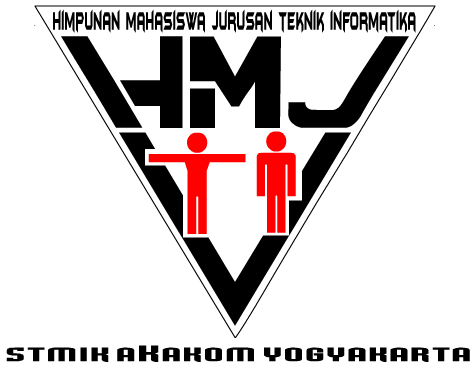 HIMPUNAN MAHASISWA JURUSAN TEKNIK INFORMATIKA
HMJ
STMIK AKAKOM YOGYAKARTA